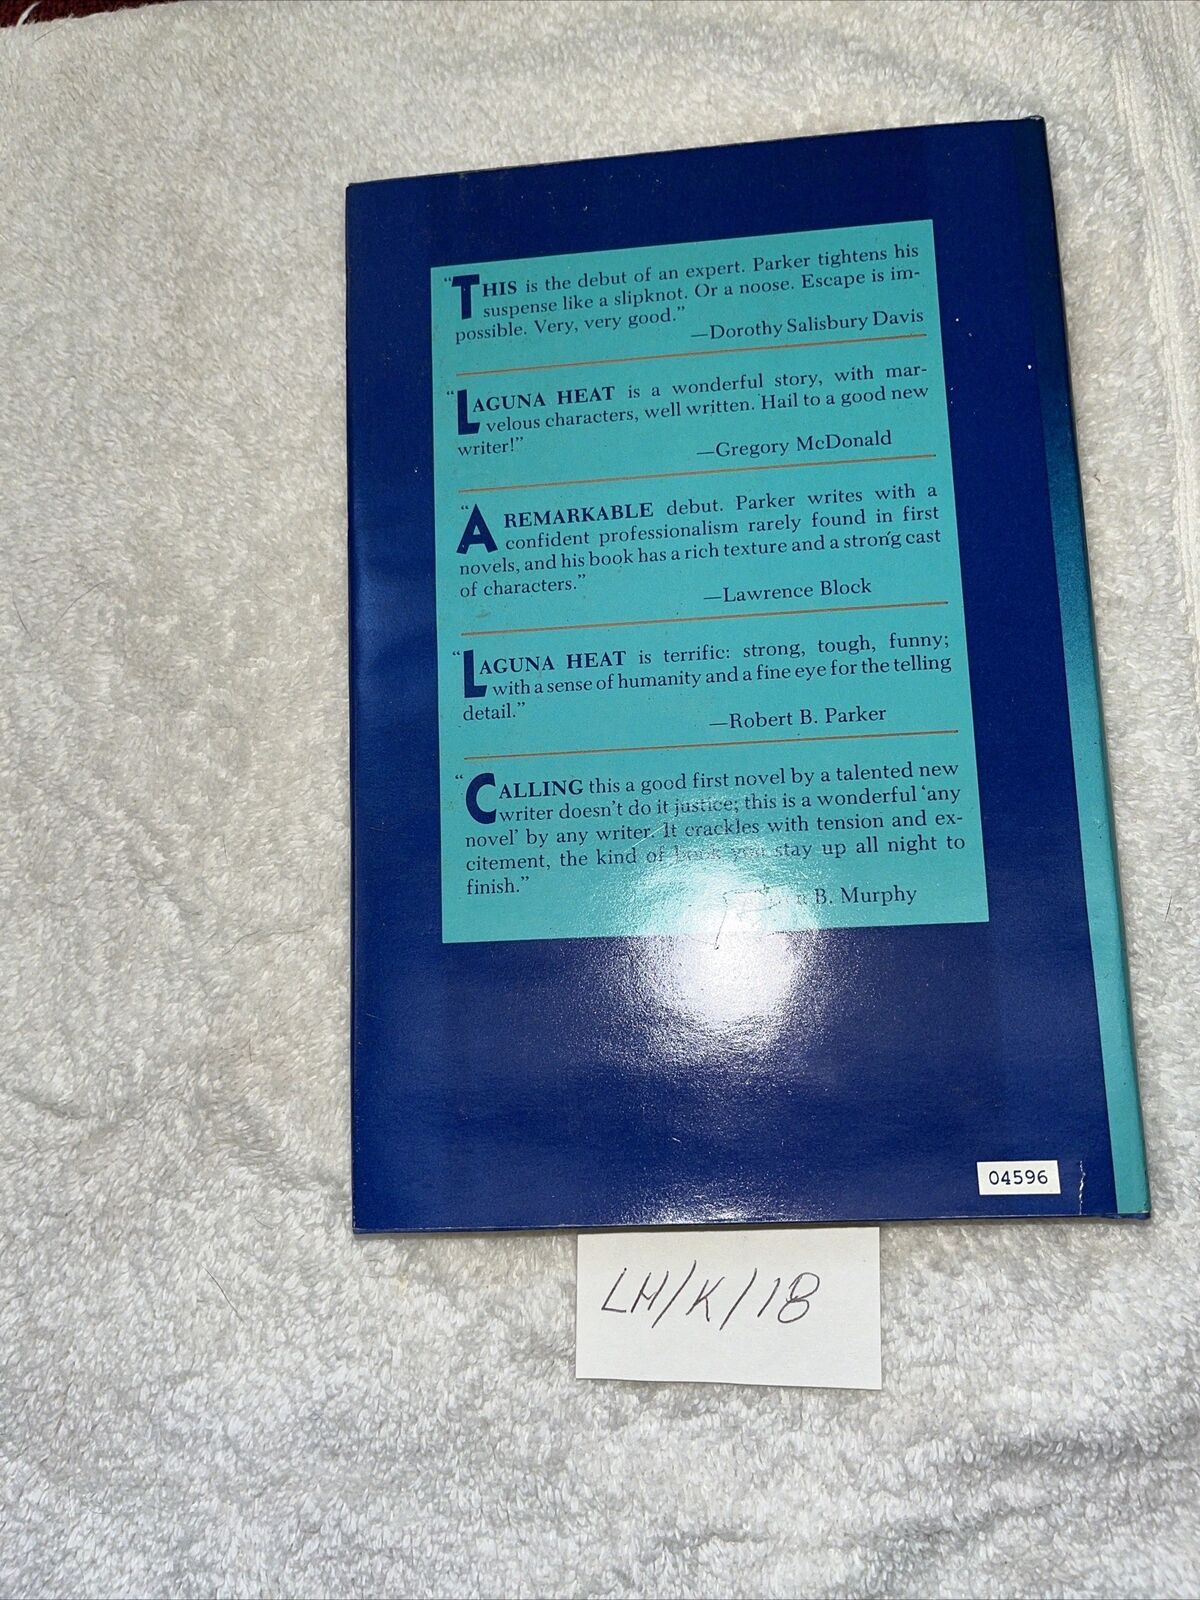 “THIS is the debut of an expert. Parker tightens his
suspense like a slipknot. Or a noose. Escape is im-
possible. Very, very good.”
—Dorothy Salisbury Davis
“LAGUNA HEAT is a wonderful story, with mar-
velous characters, well written. Hail to a good new
writer!”
—Gregory McDonald
“A REMARKABLE debut. Parker writes with a
confident professionalism rarely found in first
novels, and his book has a rich texture and a strong cast
of characters.”
—Lawrence Block
“LAGUNA HEAT is terrific: strong, tough, funny;
with a sense of humanity and a fine eye for the telling
detail.”
—Robert B. Parker
“CALLING this a good first novel by a talented new
writer doesn’t do it justice; this is a wonderful ‘any
novel’ by any writer. It crackles with tension and ex-
citement, the kind of book you stay up all night to
finish.”
B. Murphy
04596
LH/K/18